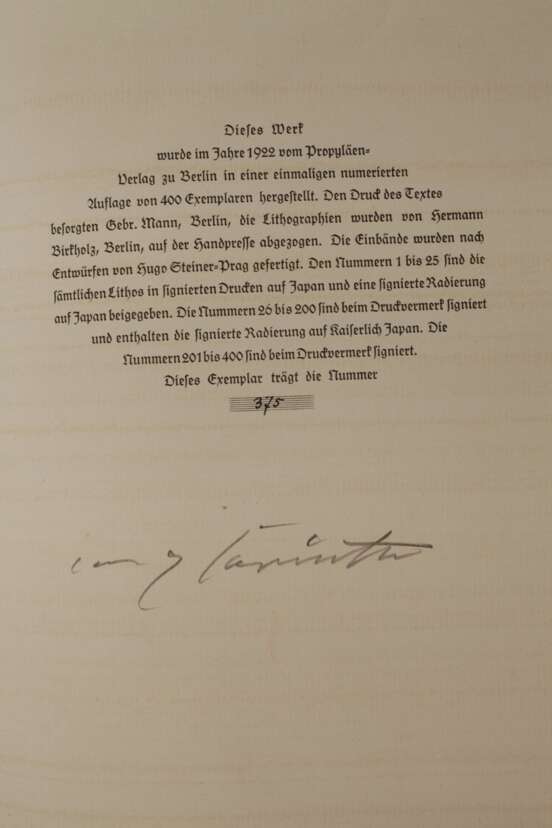 Dieses Werk
wurde im Jahre 1922 vom Propyläen-
Verlag zu Berlin in einer einmaligen numerierten
Auflage von 400 Exemplaren hergestellt. Den Druck des Textes
besorgten Gebr. Mann, Berlin, die Lithographien wurden von Hermann
Birkholz, Berlin, auf der Handpresse abgezogen. Die Einbände wurden nach
Entwürfen von Hugo Steiner-Prag gefertigt. Den Nummern 1 bis 25 sind die
sämtlichen Lithos in signierten Drucken auf Japan und eine signierte Radierung
auf Japan beigegeben. Die Nummern 26 bis 200 sind beim Druckvermerk signiert
und enthalten die signierte Radierung auf Kaiserlich Japan. Die
Nummern 201 bis 400 sind beim Druckvermerk signiert.
Dieses Exemplar trägt die Nummer
375
Corinth